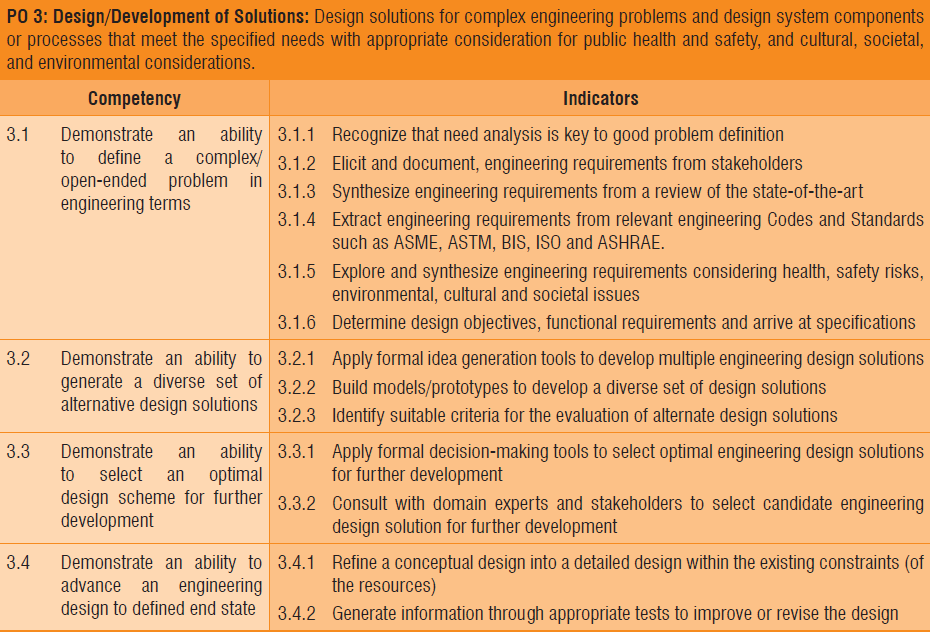 PO 3: Design/Development of Solutions: Design solutions for complex engineering problems and design system components
or processes that meet the specified needs with appropriate consideration for public health and safety, and cultural, societal,
and environmental considerations.
Competency
Indicators
3.1 Demonstrate an ability
to define a complex/
open-ended problem in
engineering terms
3.1.1 Recognize that need analysis is key to good problem definition
3.1.2 Elicit and document, engineering requirements from stakeholders
3.1.3 Synthesize engineering requirements from a review of the state-of-the-art
3.1.4 Extract engineering requirements from relevant engineering Codes and Standards
such as ASME, ASTM, BIS, ISO and ASHRAE.
3.1.5 Explore and synthesize engineering requirements considering health, safety risks,
environmental, cultural and societal issues
3.1.6 Determine design objectives, functional requirements and arrive at specifications
3.2 Demonstrate an ability to
generate a diverse set of
alternative design solutions
3.2.1 Apply formal idea generation tools to develop multiple engineering design solutions
3.2.2 Build models/prototypes to develop a diverse set of design solutions
3.2.3 Identify suitable criteria for the evaluation of alternate design solutions
3.3 Demonstrate an ability
to select an optimal
design scheme for further
development
3.3.1 Apply formal decision-making tools to select optimal engineering design solutions
for further development
3.3.2 Consult with domain experts and stakeholders to select candidate engineering
design solution for further development
3.4 Demonstrate an ability to
advance an engineering
design to defined end state
3.4.1 Refine a conceptual design into a detailed design within the existing constraints (of
the resources)
3.4.2 Generate information through appropriate tests to improve or revise the design